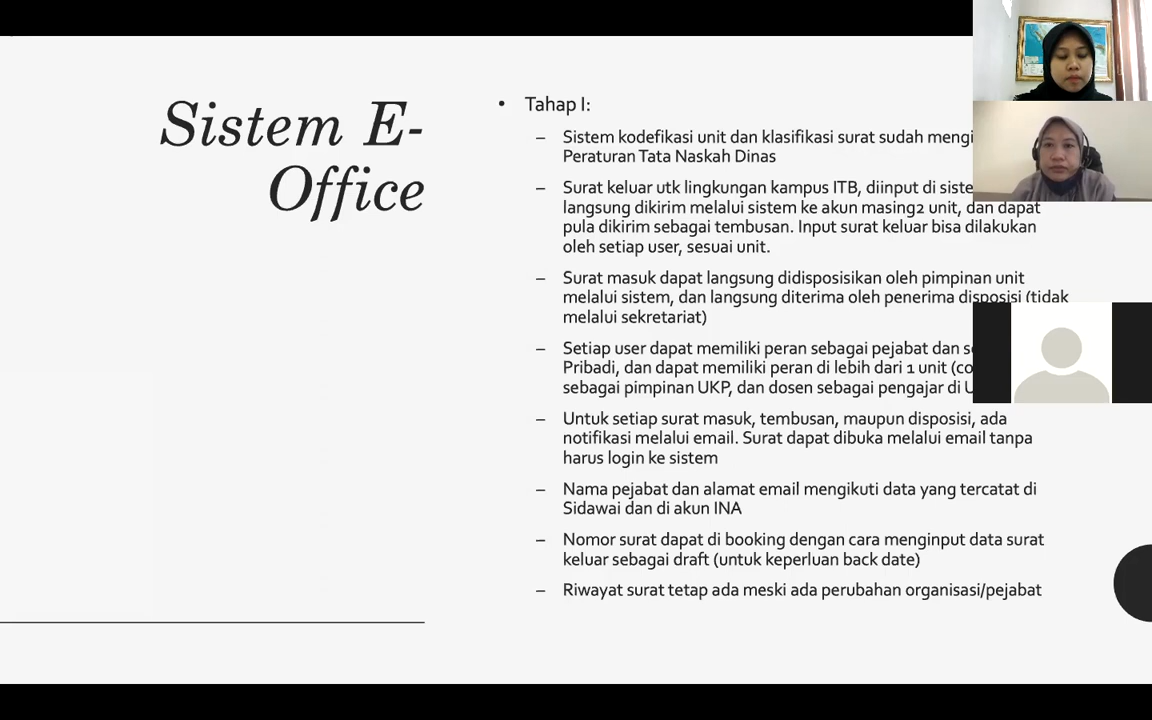 Sistem E-
Office
• Tahap I:
– Sistem kodefikasi unit dan klasifikasi surat sudah
Peraturan Tata Naskah Dinas
– Surat keluar utk lingkungan kampus ITB, diinput di
langsung dikirim melalui sistem ke akun masing2 unit, dan dapat
pula dikirim sebagai tembusan. Input surat keluar bisa dilakukan
oleh setiap user, sesuai unit.
– Surat masuk dapat langsung didisposisikan oleh pimpinan unit
melalui sistem, dan langsung diterima oleh penerima disposisi (tidak
melalui sekretariat)
– Setiap user dapat memiliki peran sebagai pejabat dan
Pribadi, dan dapat memiliki peran di lebih dari 1 unit
sebagai pimpinan UKP, dan dosen sebagai pengajar di
– Untuk setiap surat masuk, tembusan, maupun disposisi, ada
notifikasi melalui email. Surat dapat dibuka melalui email tanpa
harus login ke sistem
– Nama pejabat dan alamat email mengikuti data yang tercatat di
Sidawai dan di akun INA
– Nomor surat dapat di booking dengan cara menginput data surat
keluar sebagai draft (untuk keperluan back date)
– Riwayat surat tetap ada meski ada perubahan organisasi/pejabat